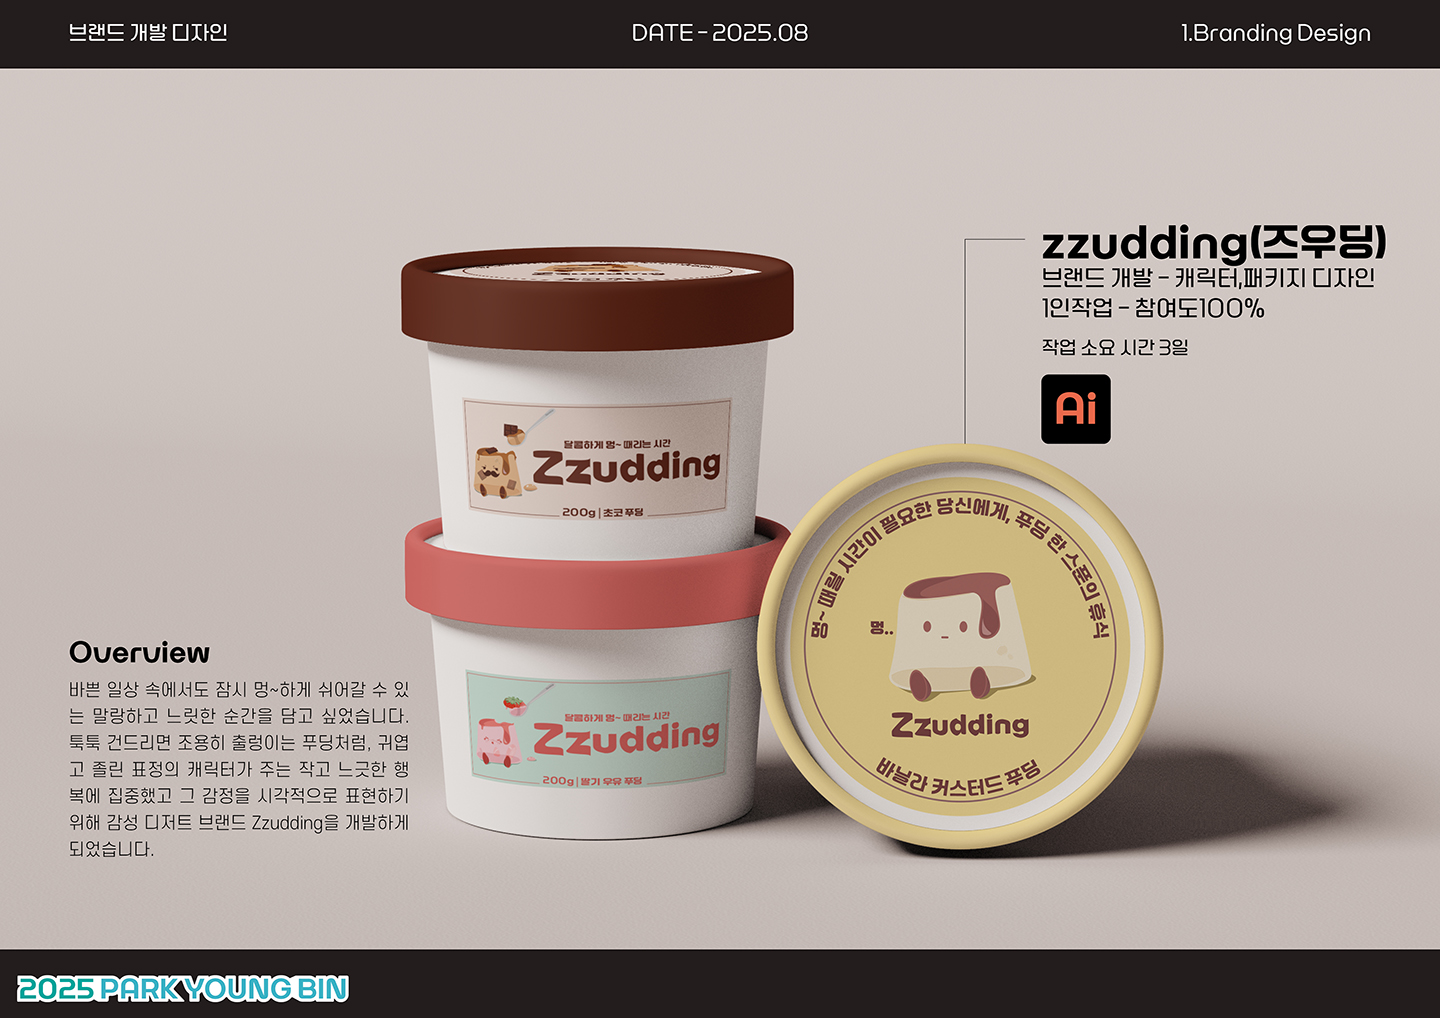 브랜드 개발 디자인
DATE - 2025.08
1.Branding Design
zzudding(즈우딩)
브랜드 개발 - 캐릭터,패키지 디자인
1인작업 - 참여도100%
작업 소요 시간 3일
Ai
달콤하게 멍~ 때리는 시간
Zzudding
200g | 초코 푸딩
달콤하게 멍~ 때리는 시간
Zzudding
200g | 딸기 우유 푸딩
멍~ 때릴 시간이 필요한 당신에게, 푸딩 한 스푼의 휴식
멍..
Zzudding
바닐라 커스터드 푸딩
Overview
바쁜 일상 속에서도 잠시 멍~하게 쉬어갈 수 있
는 말랑하고 느릿한 순간을 담고 싶었습니다.
툭툭 건드리면 조용히 출렁이는 푸딩처럼, 귀엽
고 졸린 표정의 캐릭터가 주는 작고 느긋한 행
복에 집중했고 그 감정을 시각적으로 표현하기
위해 감성 디저트 브랜드 Zzudding을 개발하게
되었습니다.
2025 PARK YOUNG BIN